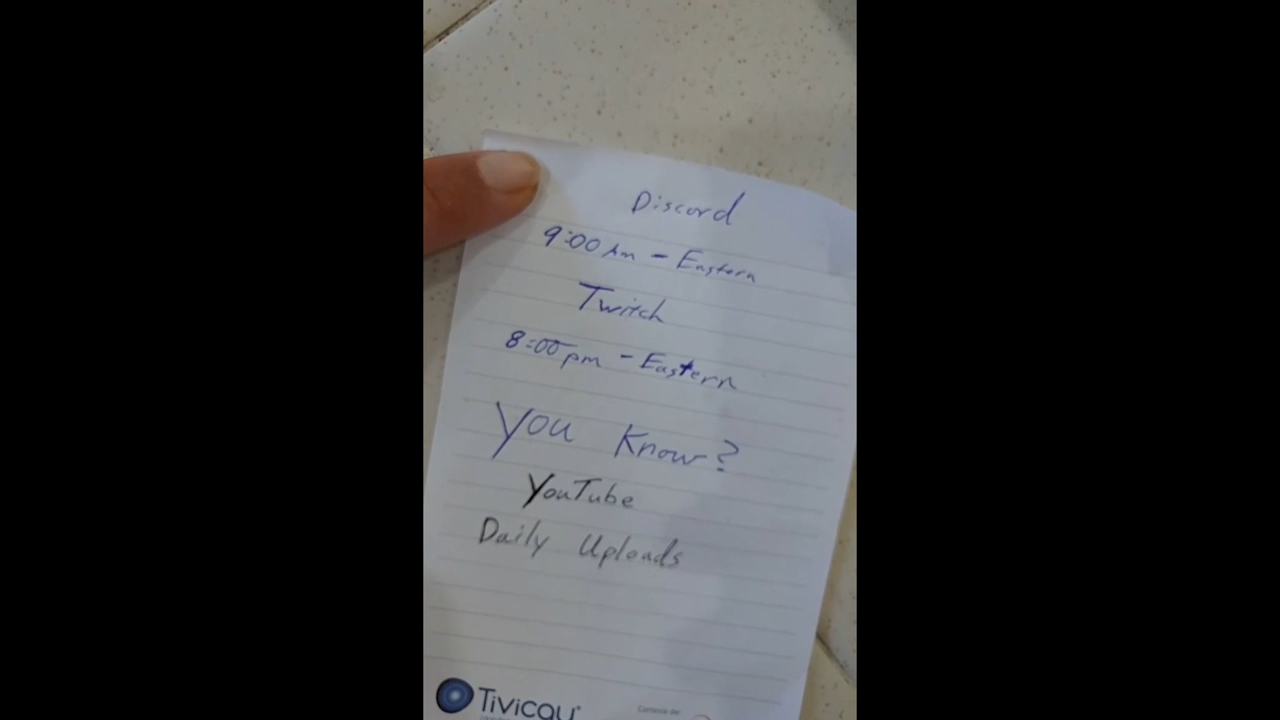 Discord
9:00 Am - Eastern
Twitch
8:00 pm - Eastern
You Know?
YouTube
Daily Uploads
Tivicay